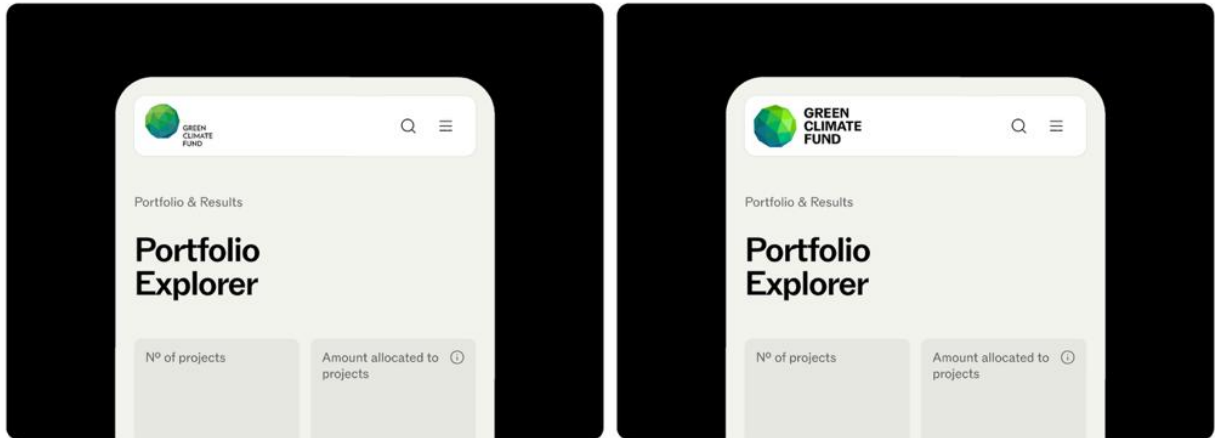 GREEN
CLIMATE
FUND
Portfolio & Results
Portfolio
Explorer
Nº of projects
Amount allocated to
projects
GREEN
CLIMATE
FUND
Portfolio & Results
Portfolio
Explorer
Nº of projects
Amount allocated to
projects